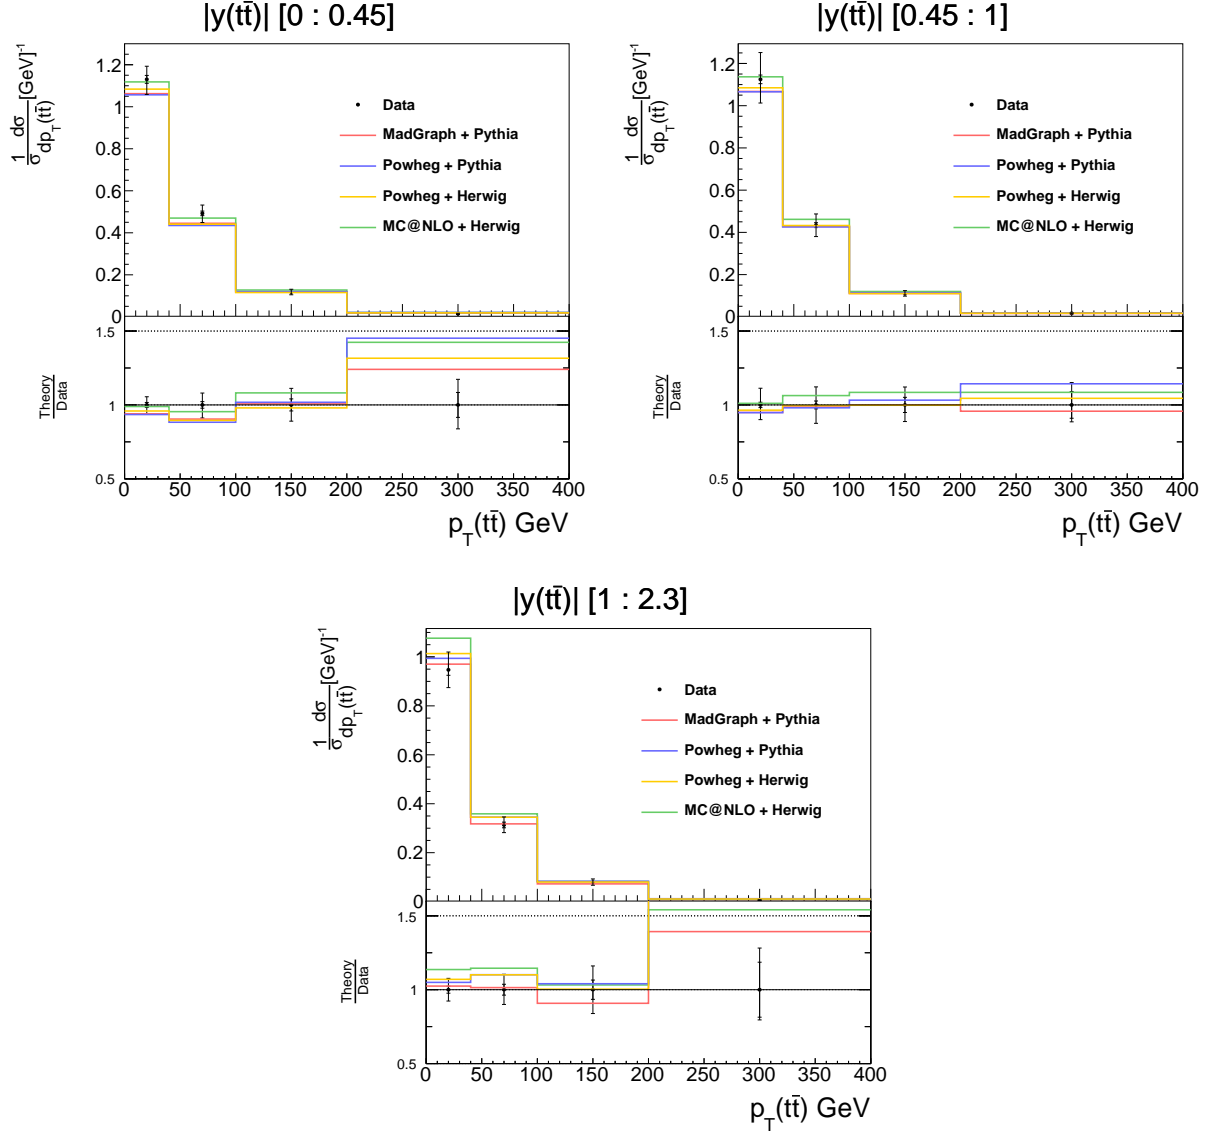 |y(tt̄)| [0 : 0.45]
1/σ dσ/dp_T(tt̄) [GeV]⁻¹
1.2
1
0.8
0.6
0.4
0.2
0
Data
MadGraph + Pythia
Powheg + Pythia
Powheg + Herwig
MC@NLO + Herwig
Theory
Data
1.5
1
0.5
0 50 100 150 200 250 300 350 400
p_T(tt̄) GeV
|y(tt̄)| [0.45 : 1]
1/σ dσ/dp_T(tt̄) [GeV]⁻¹
1.2
1
0.8
0.6
0.4
0.2
0
Data
MadGraph + Pythia
Powheg + Pythia
Powheg + Herwig
MC@NLO + Herwig
Theory
Data
1.5
1
0.5
0 50 100 150 200 250 300 350 400
p_T(tt̄) GeV
|y(tt̄)| [1 : 2.3]
1/σ dσ/dp_T(tt̄) [GeV]⁻¹
1
0.8
0.6
0.4
0.2
0
Data
MadGraph + Pythia
Powheg + Pythia
Powheg + Herwig
MC@NLO + Herwig
Theory
Data
1.5
1
0.5
0 50 100 150 200 250 300 350 400
p_T(tt̄) GeV